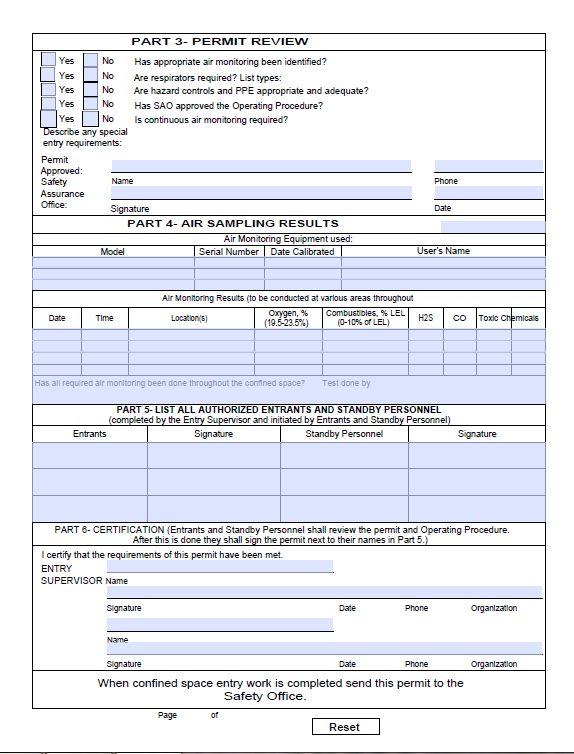 PART 3- PERMIT REVIEW
Yes No Has appropriate air monitoring been identified?
Yes No Are respirators required? List types:
Yes No Are hazard controls and PPE appropriate and adequate?
Yes No Has SAO approved the Operating Procedure?
Yes No Is continuous air monitoring required?
Describe any special
entry requirements:
Permit
Approved:
Safety Name Phone
Assurance
Office: Signature Date
PART 4- AIR SAMPLING RESULTS
Air Monitoring Equipment used:
Model Serial Number Date Calibrated User's Name
Air Monitoring Results (to be conducted at various areas throughout
Date Time Location(s) Oxygen, % (19.5-23.5%) Combustibles, % LEL (0-10% of LEL) H2S CO Toxic Chemicals
Has all required air monitoring been done throughout the confined space? Test done by
PART 5- LIST ALL AUTHORIZED ENTRANTS AND STANDBY PERSONNEL
(completed by the Entry Supervisor and initiated by Entrants and Standby Personnel)
Entrants Signature Standby Personnel Signature
PART 6- CERTIFICATION (Entrants and Standby Personnel shall review the permit and Operating Procedure.
After this is done they shall sign the permit next to their names in Part 5.)
I certify that the requirements of this permit have been met.
ENTRY
SUPERVISOR Name
Signature Date Phone Organization
Name
Signature Date Phone Organization
When confined space entry work is completed send this permit to the
Safety Office.
Page of
Reset